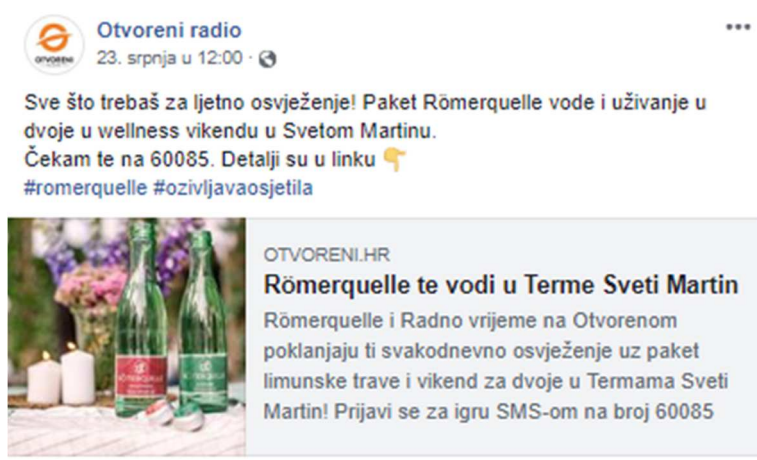 Otvoreni radio
OTVORENI
23. srpnja u 12:00 ·
Sve što trebaš za ljetno osvježenje! Paket Römerquelle vode i uživanje u
dvoje u wellness vikendu u Svetom Martinu.
Čekam te na 60085. Detalji su u linku 👇
#romerquelle #ozivljavaosjetila
RÖMERQUELLE
RÖMERQUELLE
OTVORENI.HR
Römerquelle te vodi u Terme Sveti Martin
Römerquelle i Radno vrijeme na Otvorenom
poklanjaju ti svakodnevno osvježenje uz paket
limunske trave i vikend za dvoje u Termama Sveti
Martin! Prijavi se za igru SMS-om na broj 60085